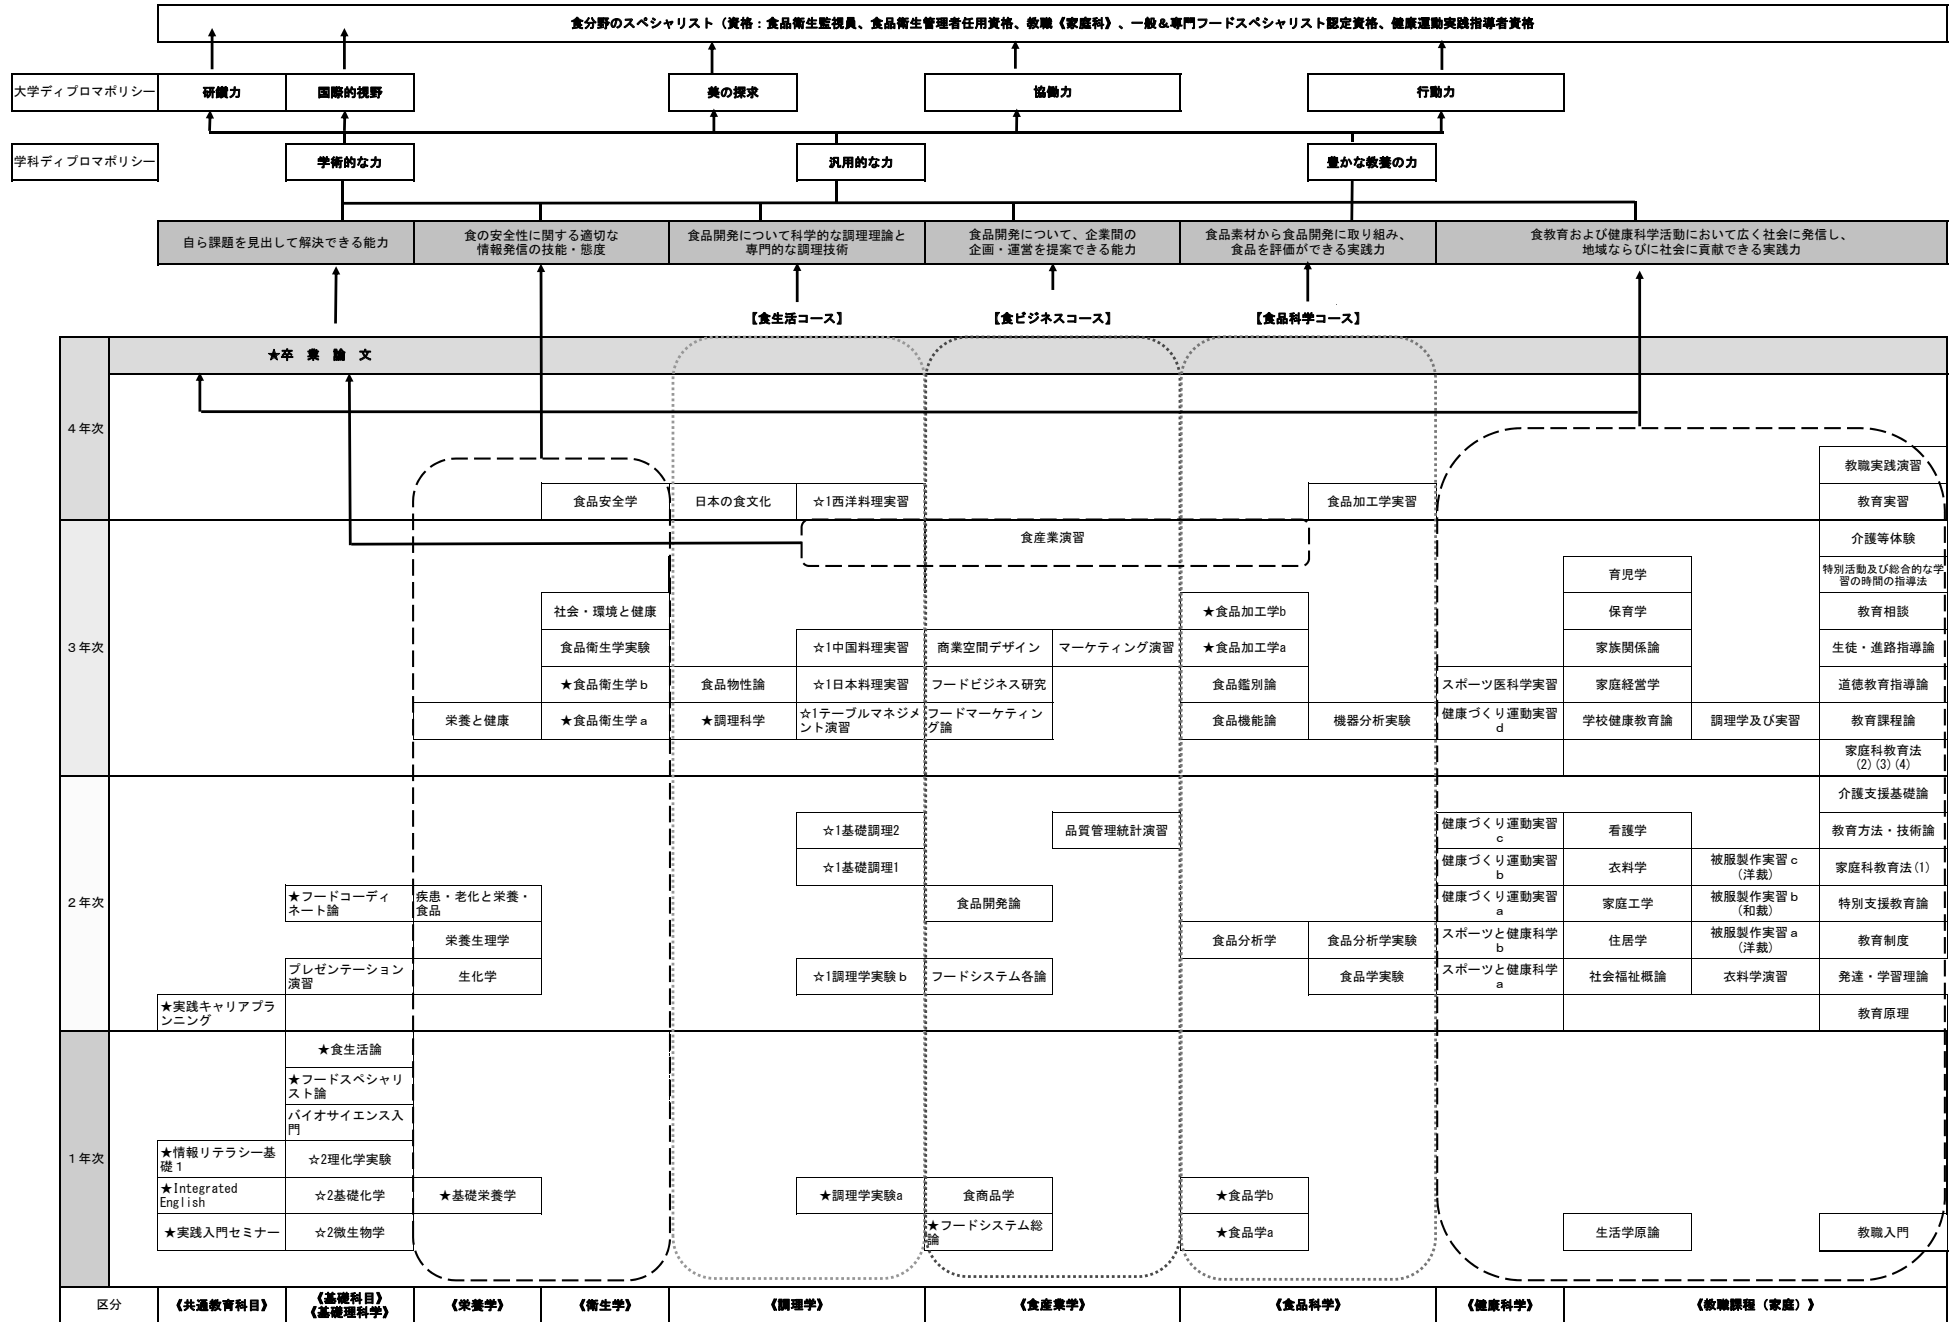 食分野のスペシャリスト（資格：食品衛生監視員、食品衛生管理者任用資格、教職《家庭科》、一般＆専門フードスペシャリスト認定資格、健康運動実践指導者資格
大学ディプロマポリシー
研鑽力
国際的視野
美の探求
協働力
行動力
学科ディプロマポリシー
学術的な力
汎用的な力
豊かな教養の力
自ら課題を見出して解決できる能力
食の安全性に関する適切な
情報発信の技能・態度
食品開発について科学的な調理理論と
専門的な調理技術
食品開発について、企業間の
企画・運営を提案できる能力
食品素材から食品開発に取り組み、
食品を評価ができる実践力
食教育および健康科学活動において広く社会に発信し、
地域ならびに社会に貢献できる実践力
【食生活コース】
【食ビジネスコース】
【食品科学コース】
★卒　業　論　文
４年次
教職実践演習
食品安全学
日本の食文化
☆1西洋料理実習
食品加工学実習
教育実習
３年次
食産業演習
介護等体験
育児学
特別活動及び総合的な学
習の時間の指導法
社会・環境と健康
★食品加工学b
保育学
教育相談
食品衛生学実験
☆1中国料理実習
商業空間デザイン
マーケティング演習
★食品加工学a
家族関係論
生徒・進路指導論
★食品衛生学ｂ
食品物性論
☆1日本料理実習
フードビジネス研究
食品鑑別論
スポーツ医科学実習
家庭経営学
道徳教育指導論
栄養と健康
★食品衛生学ａ
★調理科学
☆1テーブルマネジメ
ント演習
フードマーケティン
グ論
食品機能論
機器分析実験
健康づくり運動実習
d
学校健康教育論
調理学及び実習
教育課程論
家庭科教育法
(2)(3)(4)
２年次
介護支援基礎論
☆1基礎調理2
品質管理統計演習
健康づくり運動実習
c
看護学
教育方法・技術論
☆1基礎調理1
健康づくり運動実習
b
衣料学
被服製作実習ｃ
(洋裁)
家庭科教育法(1)
★フードコーディ
ネート論
疾患・老化と栄養・
食品
食品開発論
健康づくり運動実習
a
家庭工学
被服製作実習ｂ
(和裁)
特別支援教育論
栄養生理学
食品分析学
食品分析学実験
スポーツと健康科学
b
住居学
被服製作実習ａ
(洋裁)
教育制度
プレゼンテーション
演習
生化学
☆1調理学実験ｂ
フードシステム各論
食品学実験
スポーツと健康科学
a
社会福祉概論
衣料学演習
発達・学習理論
★実践キャリアプラ
ンニング
教育原理
１年次
★食生活論
★フードスペシャリ
スト論
バイオサイエンス入
門
★情報リテラシー基
礎１
☆2理化学実験
★Integrated
English
☆2基礎化学
★基礎栄養学
★調理学実験a
食商品学
★食品学b
★実践入門セミナー
☆2微生物学
★フードシステム総
論
★食品学a
生活学原論
教職入門
区分
《共通教育科目》
《基礎科目》
《基礎理科学》
《栄養学》
《衛生学》
《調理学》
《食産業学》
《食品科学》
《健康科学》
《教職課程（家庭）》